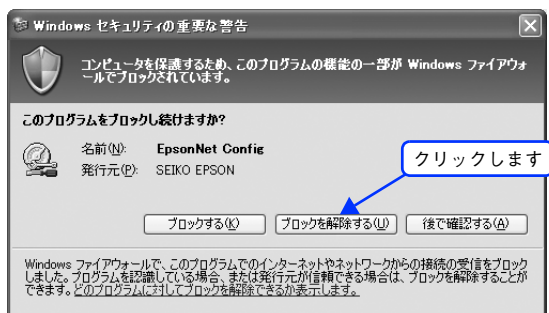 Windows セキュリティの重要な警告
コンピュータを保護するため、このプログラムの機能の一部が Windows ファイアウォ
ールでブロックされています。
このプログラムをブロックし続けますか?
名前(N): EpsonNet Config
発行元(P): SEIKO EPSON
クリックします
ブロックする(K) ブロックを解除する(U) 後で確認する(A)
Windows ファイアウォールで、このプログラムでのインターネットやネットワークからの接続の受信をブロック
しました。プログラムを認識している場合、または発行元が信頼できる場合は、ブロックを解除することが
できます。どのプログラムに対してブロックを解除できるか表示します。